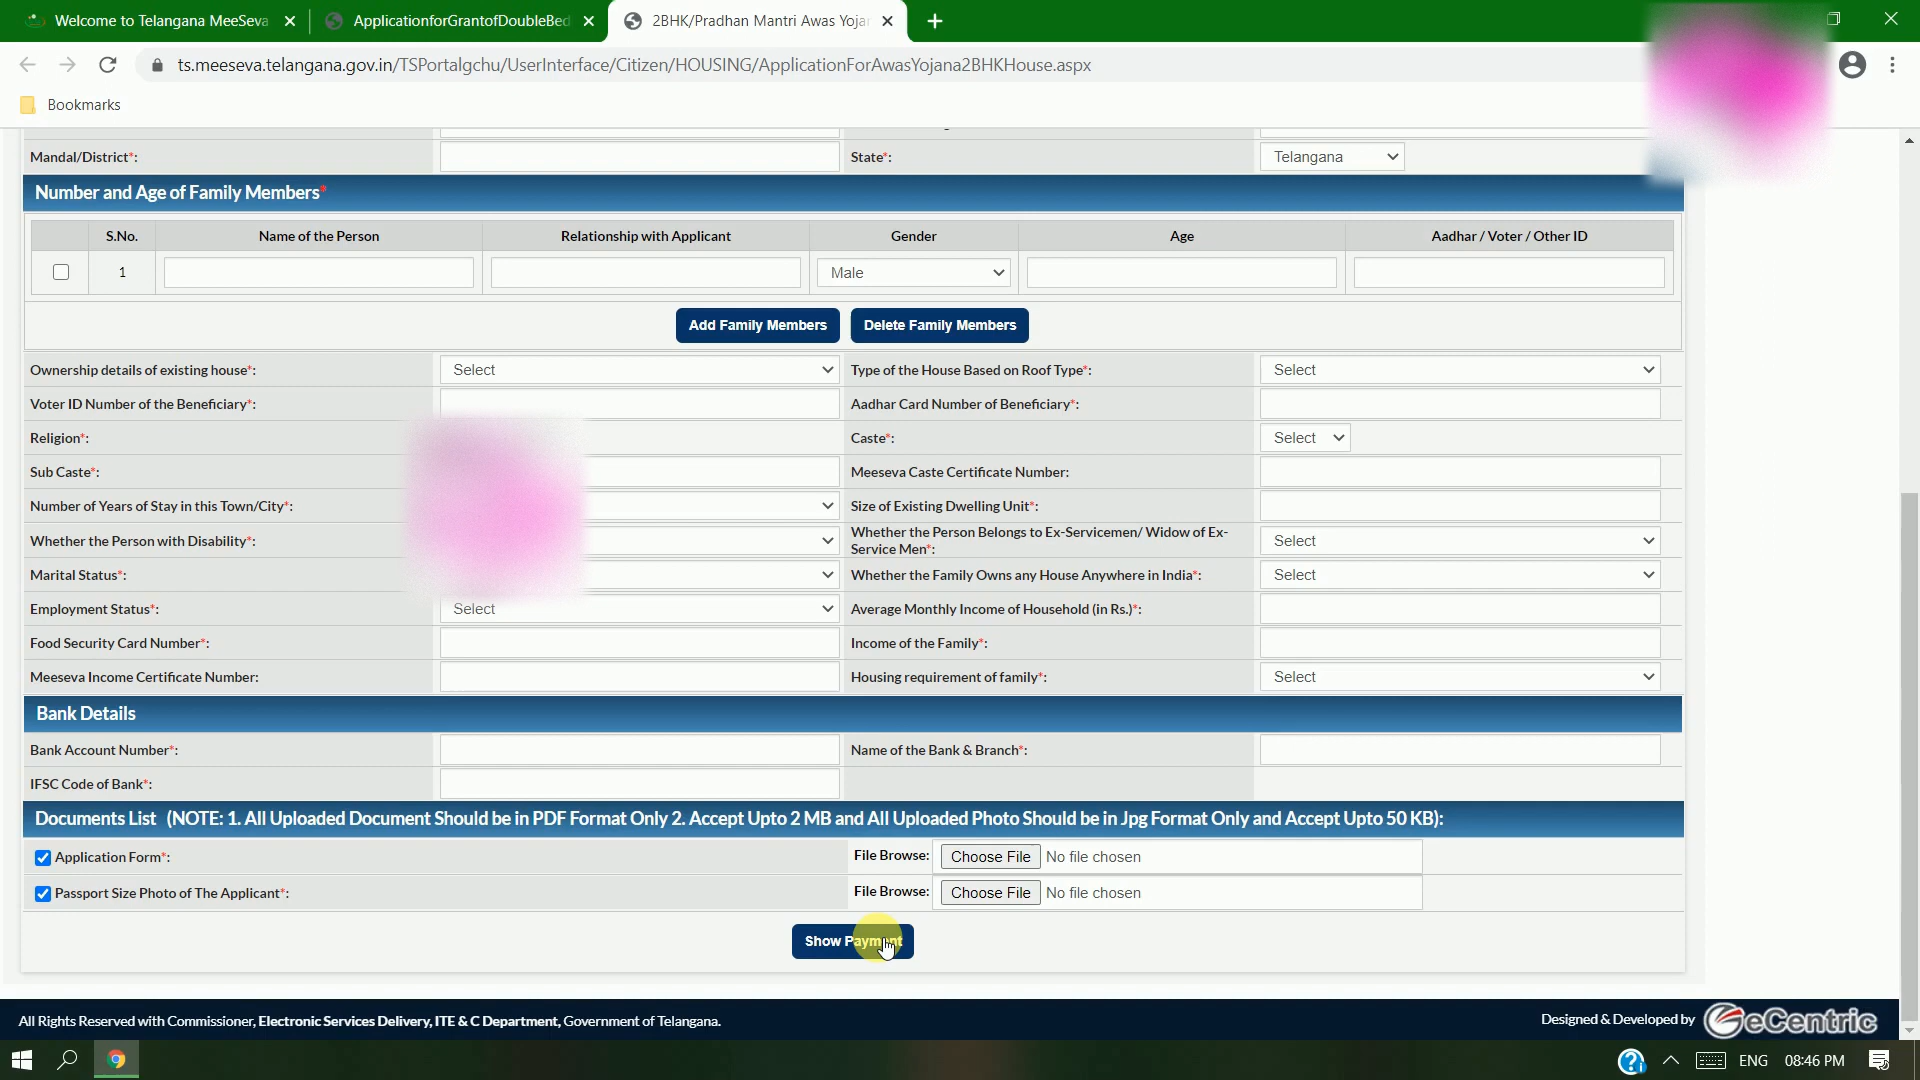 Welcome to Telangana MeeSeva
ApplicationforGrantofDoubleBed
2BHK/Pradhan Mantri Awas Yojar
ts.meeseva.telangana.gov.in/TSPortalgchu/UserInterface/Citizen/HOUSING/ApplicationForAwasYojana2BHKHouse.aspx
Bookmarks
Mandal/District*: State*: Telangana
Number and Age of Family Members*
S.No. Name of the Person Relationship with Applicant Gender Age Aadhar / Voter / Other ID
1 Male
Add Family Members Delete Family Members
Ownership details of existing house*: Select Type of the House Based on Roof Type*: Select
Voter ID Number of the Beneficiary*: Aadhar Card Number of Beneficiary*:
Religion*: Caste*: Select
Sub Caste*: Meeseva Caste Certificate Number:
Number of Years of Stay in this Town/City*: Size of Existing Dwelling Unit*:
Whether the Person with Disability*: Whether the Person Belongs to Ex-Servicemen/ Widow of Ex-
Service Men*: Select
Marital Status*: Whether the Family Owns any House Anywhere in India*: Select
Employment Status*: Select Average Monthly Income of Household (in Rs.)*:
Food Security Card Number*: Income of the Family*:
Meeseva Income Certificate Number: Housing requirement of family*: Select
Bank Details
Bank Account Number*: Name of the Bank & Branch*:
IFSC Code of Bank*:
Documents List (NOTE: 1. All Uploaded Document Should be in PDF Format Only 2. Accept Upto 2 MB and All Uploaded Photo Should be in Jpg Format Only and Accept Upto 50 KB):
Application Form*: File Browse: Choose File No file chosen
Passport Size Photo of The Applicant*: File Browse: Choose File No file chosen
Show Payment
All Rights Reserved with Commissioner, Electronic Services Delivery, ITE & C Department, Government of Telangana. Designed & Developed by eCentric
ENG 08:46 PM